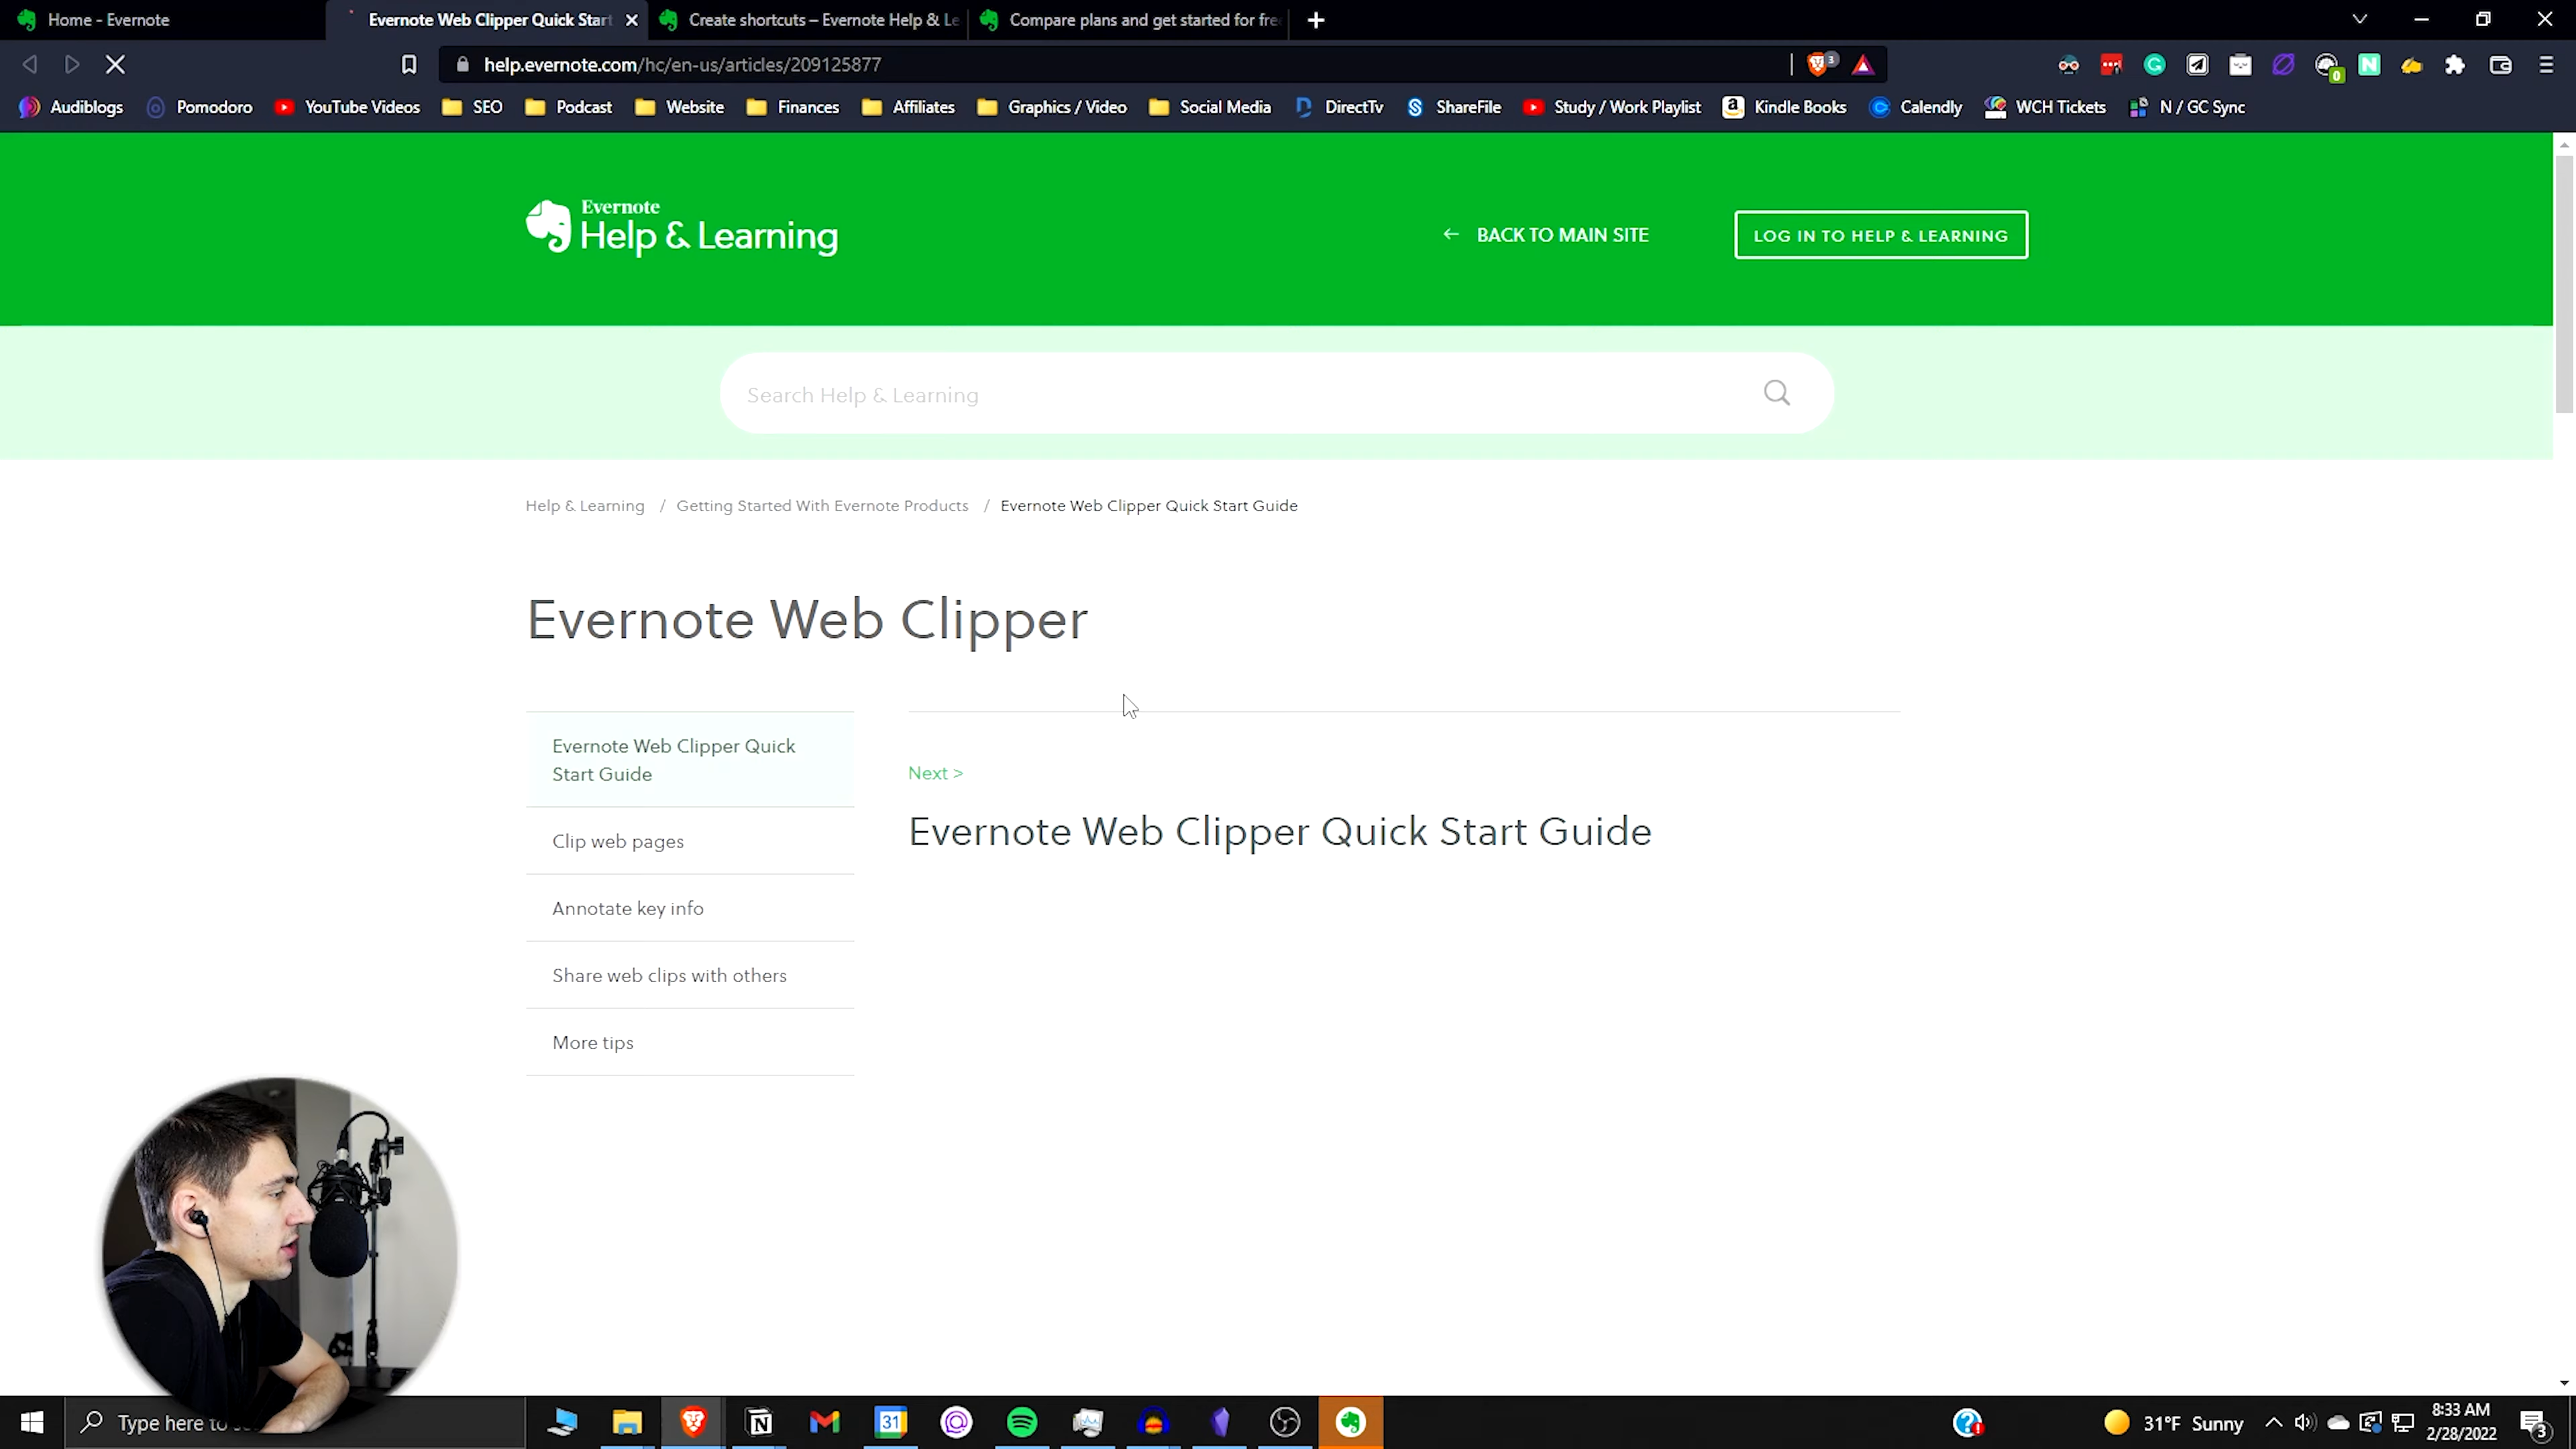 Home - Evernote
Evernote Web Clipper Quick Start
Create shortcuts – Evernote Help & Le
Compare plans and get started for fre
help.evernote.com/hc/en-us/articles/209125877
3
0
Audiblogs
Pomodoro
YouTube Videos
SEO
Podcast
Website
Finances
Affiliates
Graphics / Video
Social Media
DirectTv
ShareFile
Study / Work Playlist
Kindle Books
Calendly
WCH Tickets
N / GC Sync
Evernote
Help & Learning
← BACK TO MAIN SITE
LOG IN TO HELP & LEARNING
Search Help & Learning
Help & Learning / Getting Started With Evernote Products / Evernote Web Clipper Quick Start Guide
Evernote Web Clipper
Evernote Web Clipper Quick
Start Guide
Clip web pages
Annotate key info
Share web clips with others
More tips
Next >
Evernote Web Clipper Quick Start Guide
Type here to
31
31°F Sunny
8:33 AM
2/28/2022
3